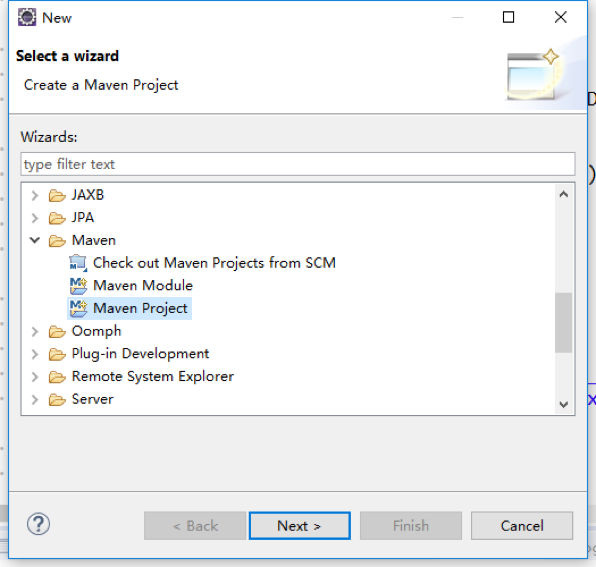 New
Select a wizard
Create a Maven Project
Wizards:
type filter text
JAXB
JPA
Maven
Check out Maven Projects from SCM
Maven Module
Maven Project
Oomph
Plug-in Development
Remote System Explorer
Server
< Back
Next >
Finish
Cancel